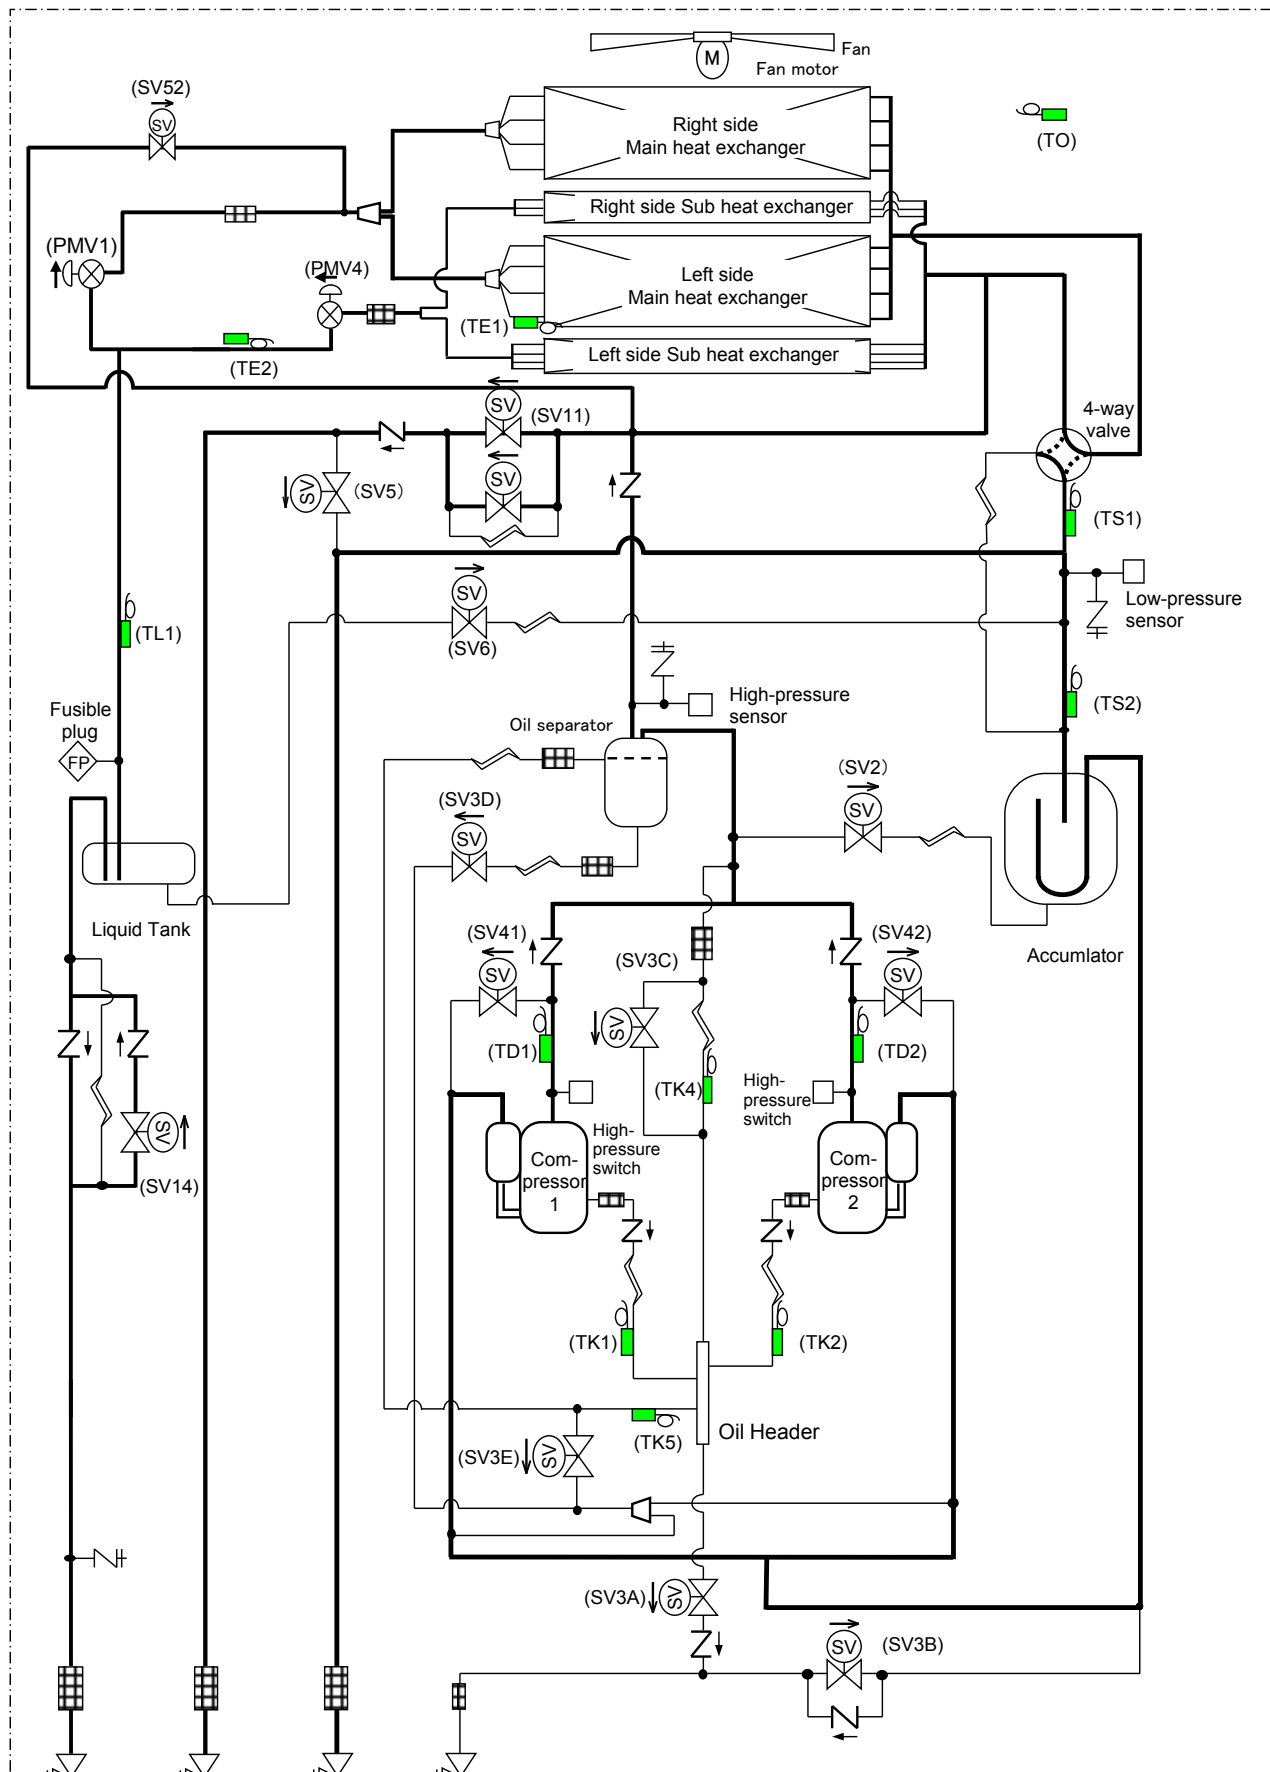 Fan
M
Fan motor
(SV52)
SV
Right side
Main heat exchanger
(TO)
Right side Sub heat exchanger
(PMV1)
(PMV4)
Left side
Main heat exchanger
(TE1)
(TE2)
Left side Sub heat exchanger
SV
(SV11)
4-way
valve
SV
SV
(SV5)
(TS1)
SV
(SV6)
(TL1)
Low-pressure
sensor
High-pressure
sensor
(TS2)
Fusible
plug
FP
Oil separator
(SV2)
SV
(SV3D)
SV
Liquid Tank
(SV41)
SV
(SV3C)
SV
(SV42)
SV
Accumlator
(TD1)
(TK4)
(TD2)
High-
pressure
switch
High-
pressure
switch
SV
(SV14)
Com-
pressor
1
Com-
pressor
2
(TK1)
(TK2)
(TK5)
Oil Header
(SV3E)
SV
(SV3A)
SV
SV
(SV3B)